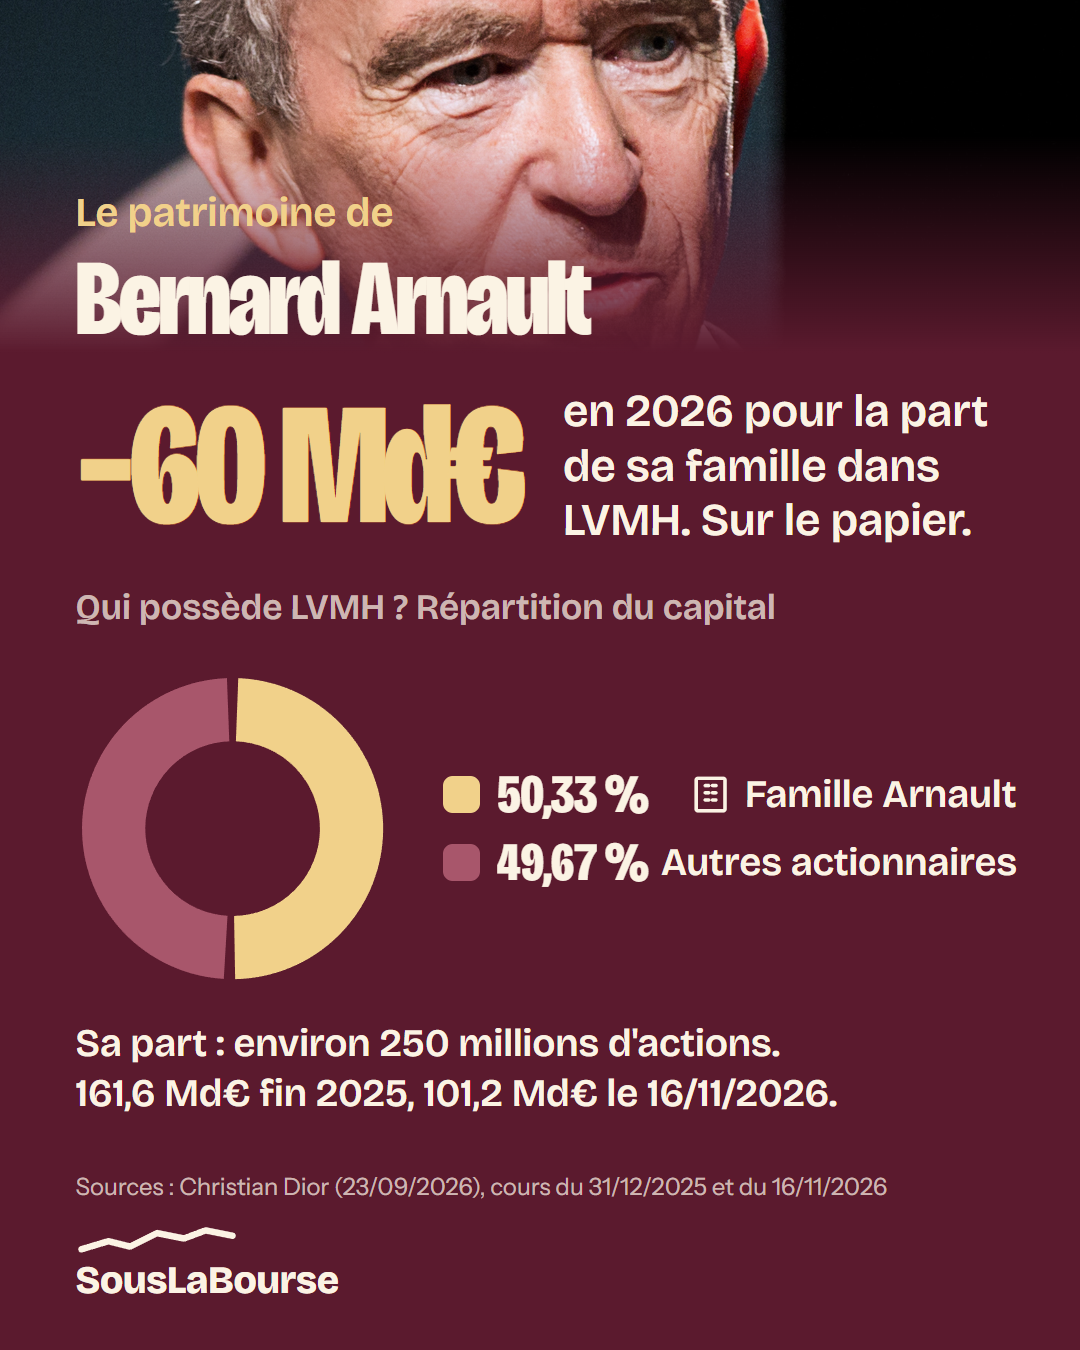 Le patrimoine de
Bernard Arnault
–60 Md€
en 2026 pour la part
de sa famille dans
LVMH. Sur le papier.
Qui possède LVMH ? Répartition du capital
50,33 % Famille Arnault
49,67 % Autres actionnaires
Sa part : environ 250 millions d'actions.
161,6 Md€ fin 2025, 101,2 Md€ le 16/11/2026.
Sources : Christian Dior (23/09/2026), cours du 31/12/2025 et du 16/11/2026
SousLaBourse